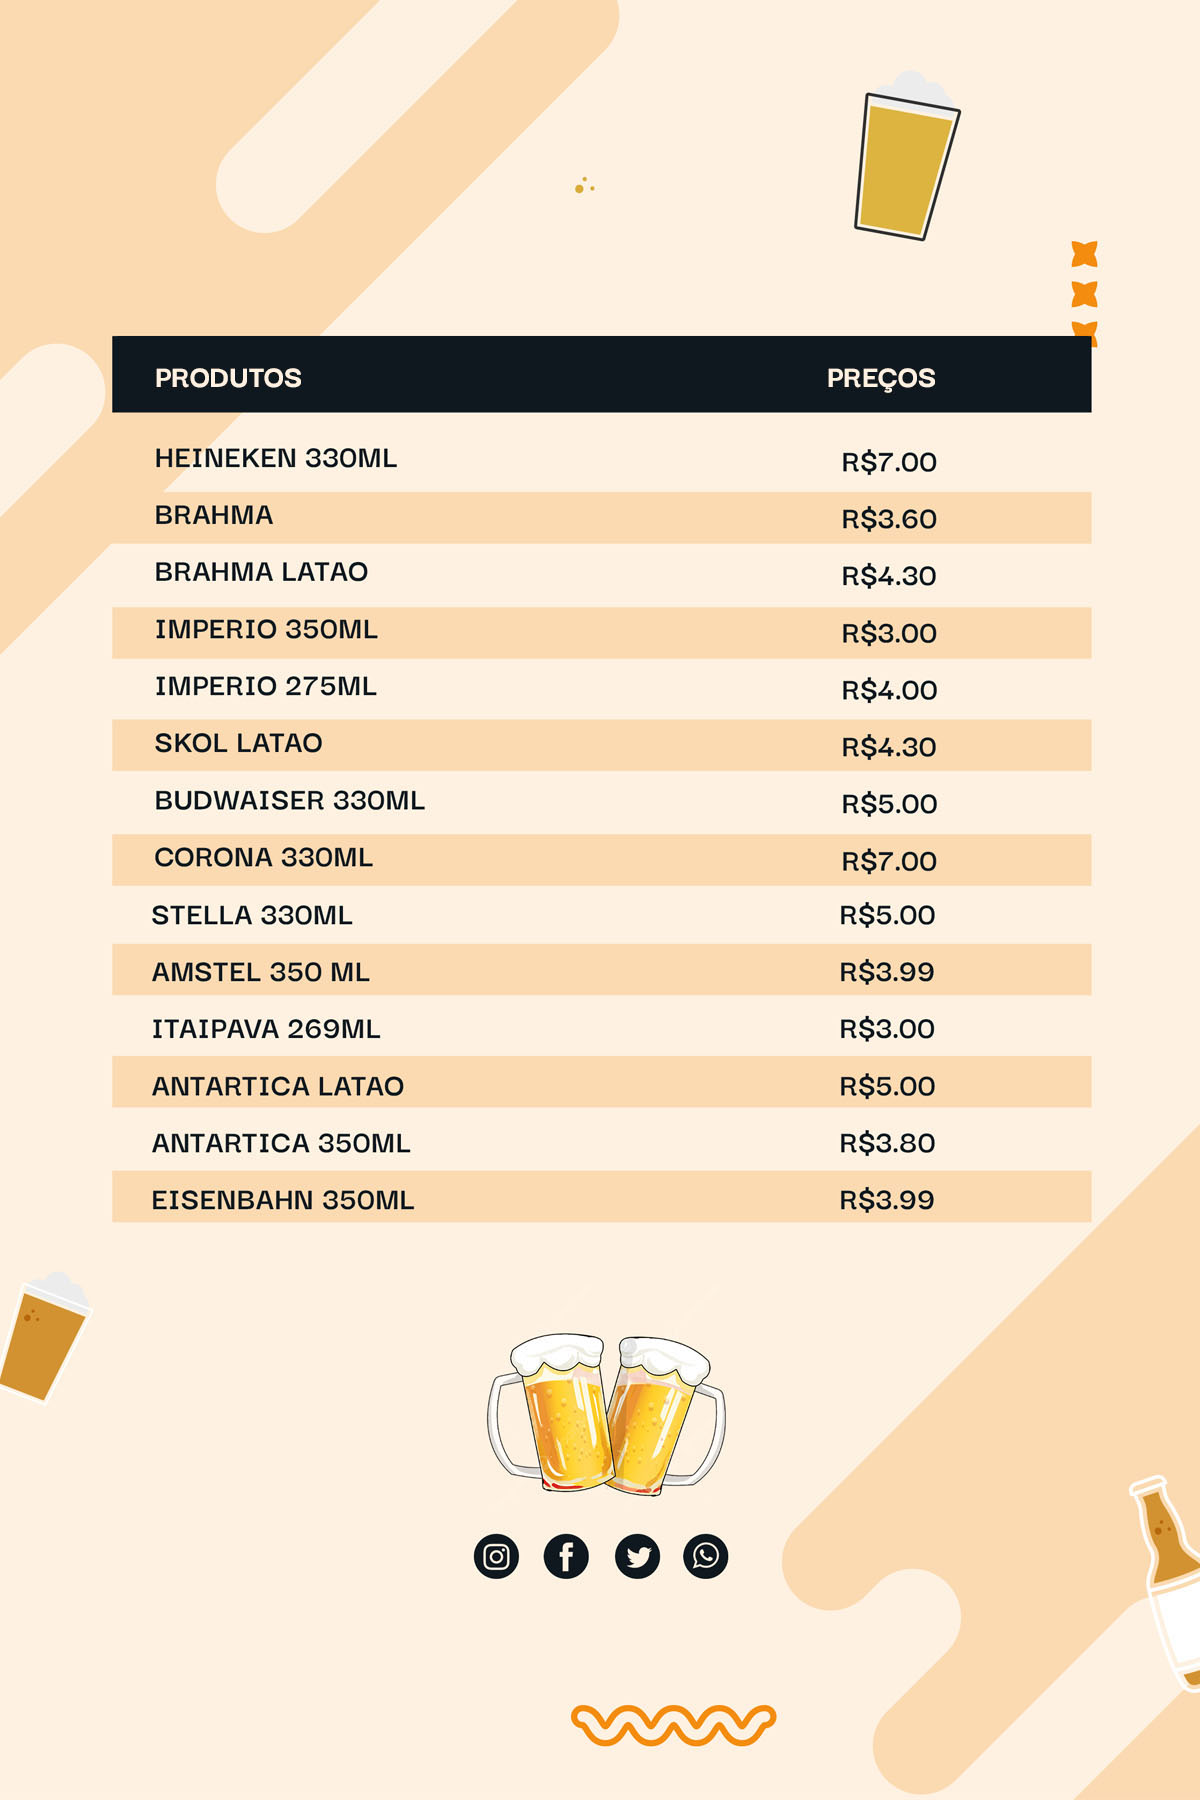 PRODUTOS PREÇOS
HEINEKEN 330ML R$7.00
BRAHMA R$3.60
BRAHMA LATAO R$4.30
IMPERIO 350ML R$3.00
IMPERIO 275ML R$4.00
SKOL LATAO R$4.30
BUDWAISER 330ML R$5.00
CORONA 330ML R$7.00
STELLA 330ML R$5.00
AMSTEL 350 ML R$3.99
ITAIPAVA 269ML R$3.00
ANTARTICA LATAO R$5.00
ANTARTICA 350ML R$3.80
EISENBAHN 350ML R$3.99